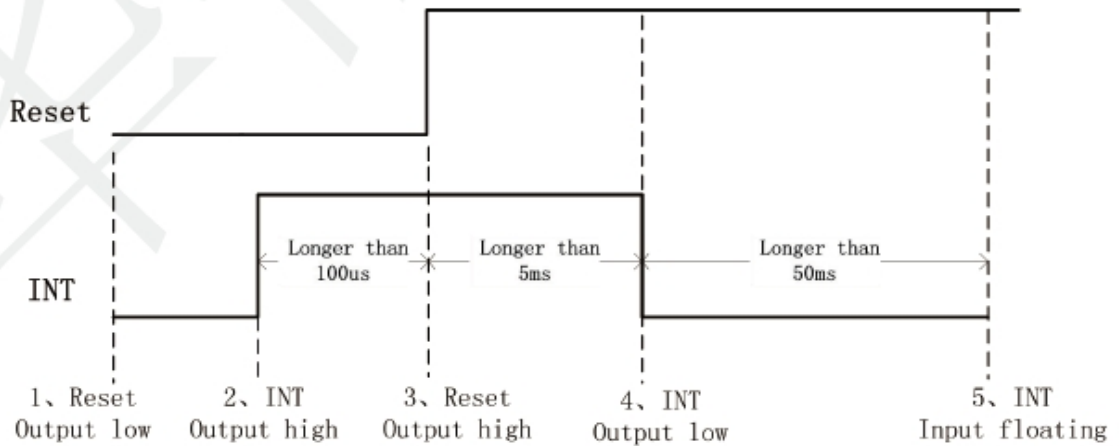 Reset
Longer than
100us
Longer than
5ms
Longer than
50ms
INT
1、Reset
Output low
2、INT
Output high
3、Reset
Output high
4、INT
Output low
5、INT
Input floating